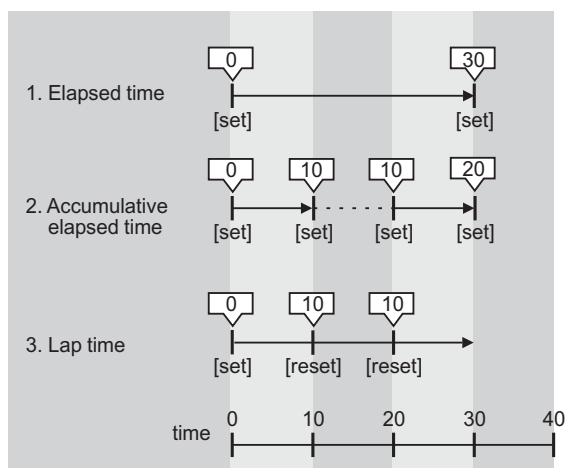 0 30
1. Elapsed time
[set] [set]
0 10 10 20
2. Accumulative
elapsed time
[set] [set] [set] [set]
0 10 10
3. Lap time
[set] [reset] [reset]
0 10 20 30 40
time